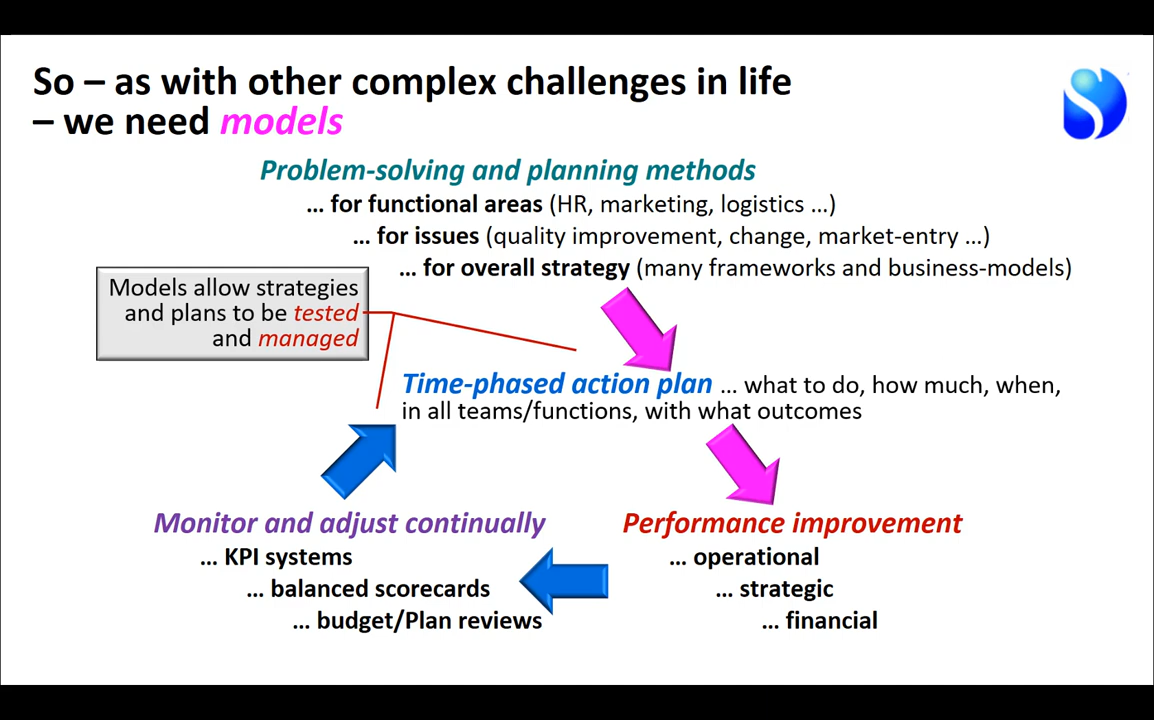 So – as with other complex challenges in life
– we need models
Problem-solving and planning methods
… for functional areas (HR, marketing, logistics …)
… for issues (quality improvement, change, market-entry …)
… for overall strategy (many frameworks and business-models)
Models allow strategies
and plans to be tested
and managed
Time-phased action plan … what to do, how much, when,
in all teams/functions, with what outcomes
Monitor and adjust continually
… KPI systems
… balanced scorecards
… budget/Plan reviews
Performance improvement
… operational
… strategic
… financial